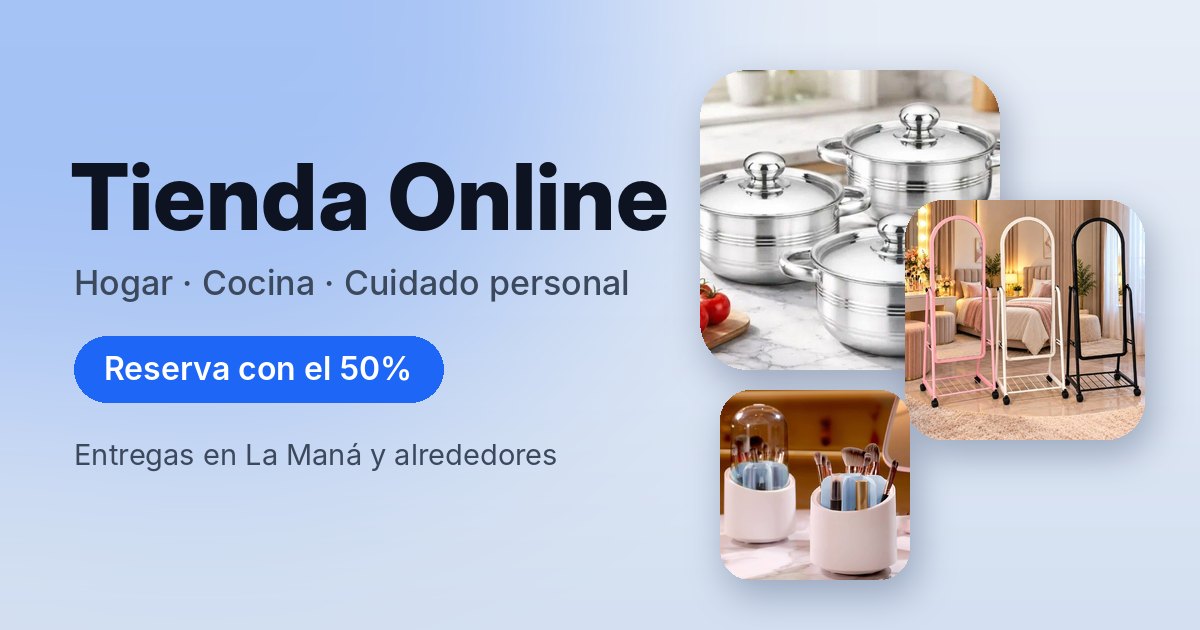 Tienda Online
Hogar · Cocina · Cuidado personal
Reserva con el 50%
Entregas en La Maná y alrededores